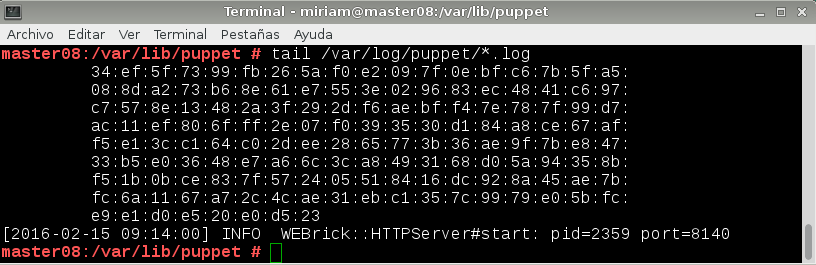 Terminal - miriam@master08:/var/lib/puppet
Archivo Editar Ver Terminal Pestañas Ayuda
master08:/var/lib/puppet # tail /var/log/puppet/*.log
34:ef:5f:73:99:fb:26:5a:f0:e2:09:7f:0e:bf:c6:7b:5f:a5:
08:8d:a2:73:b6:8e:61:e7:55:3e:02:96:83:ec:48:41:c6:97:
c7:57:8e:13:48:2a:3f:29:2d:f6:ae:bf:f4:7e:78:7f:99:d7:
ac:11:ef:80:6f:ff:2e:07:f0:39:35:30:d1:84:a8:ce:67:af:
f5:e1:3c:c1:64:c0:2d:ee:28:65:77:3b:36:ae:9f:7b:e8:47:
33:b5:e0:36:48:e7:a6:6c:3c:a8:49:31:68:d0:5a:94:35:8b:
f5:1b:0b:ce:83:7f:57:24:05:51:84:16:dc:92:8a:45:ae:7b:
fc:6a:11:67:a7:2c:4c:ae:31:eb:c1:35:7c:99:79:e0:5b:fc:
e9:e1:d0:e5:20:e0:d5:23
[2016-02-15 09:14:00] INFO  WEBrick::HTTPServer#start: pid=2359 port=8140
master08:/var/lib/puppet #